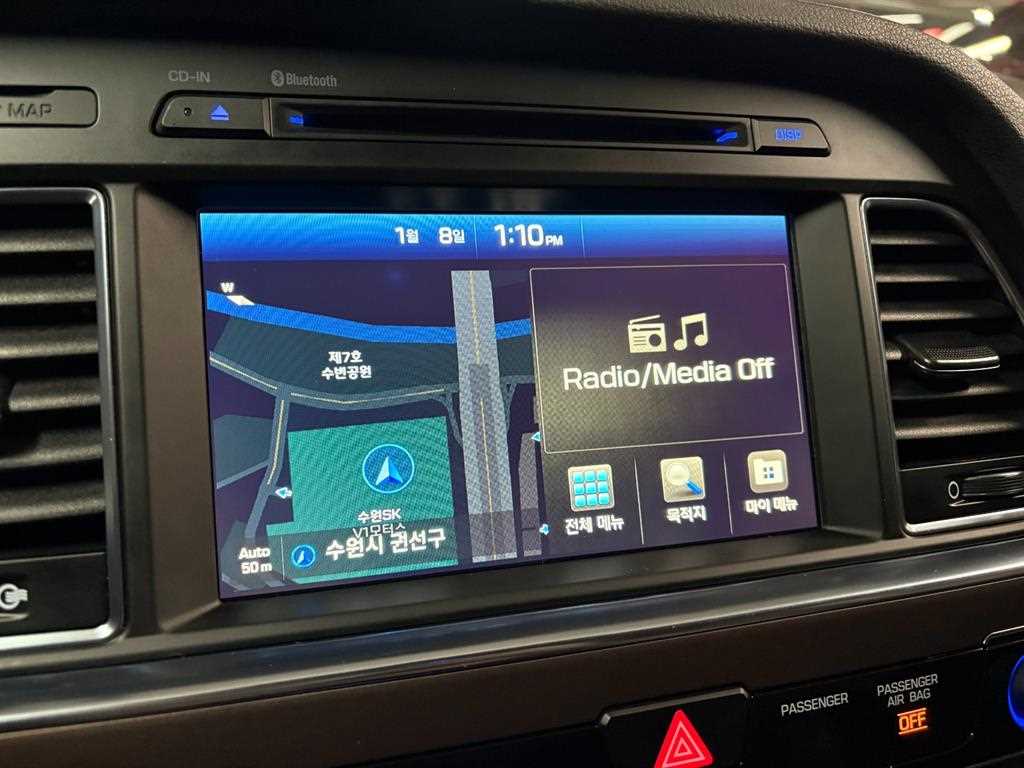 CD-IN
Bluetooth
MAP
DISP
1월 8일 1:10 PM
W
제7호
수변공원
Radio/Media Off
수원SK
V1모터스
Auto
50 m
수원시 권선구
전체 메뉴
목적지
마이 메뉴
PASSENGER
PASSENGER
AIR BAG
OFF